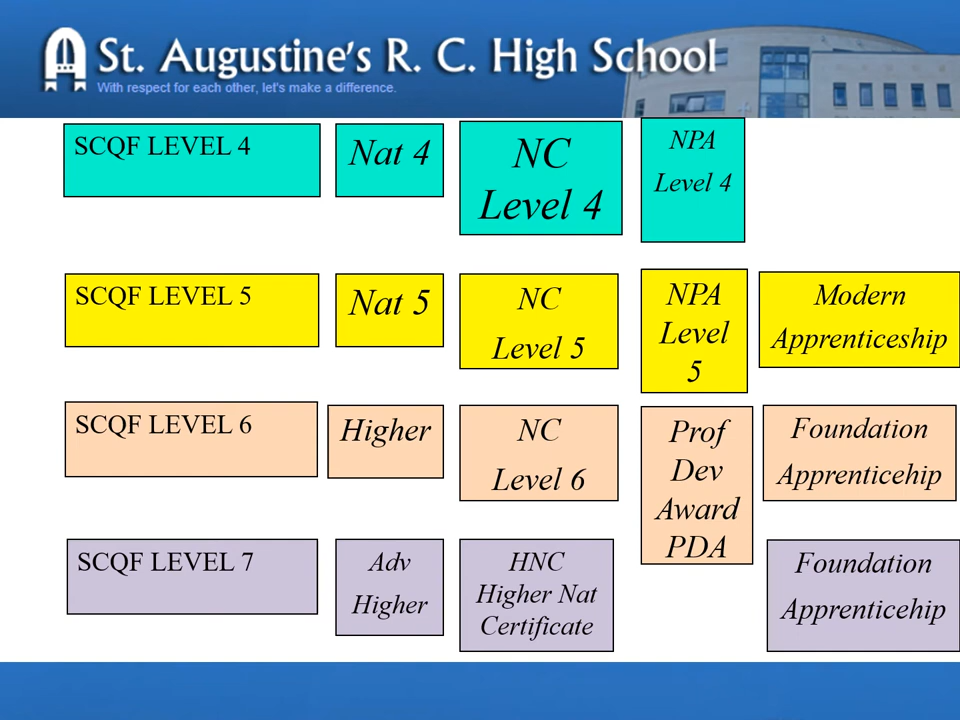 St. Augustine's R. C. High School
With respect for each other, let's make a difference.
SCQF LEVEL 4
Nat 4
NC
Level 4
NPA
Level 4
SCQF LEVEL 5
Nat 5
NC
Level 5
NPA
Level
5
Modern
Apprenticeship
SCQF LEVEL 6
Higher
NC
Level 6
Prof
Dev
Award
PDA
Foundation
Apprenticehip
SCQF LEVEL 7
Adv
Higher
HNC
Higher Nat
Certificate
Foundation
Apprenticehip